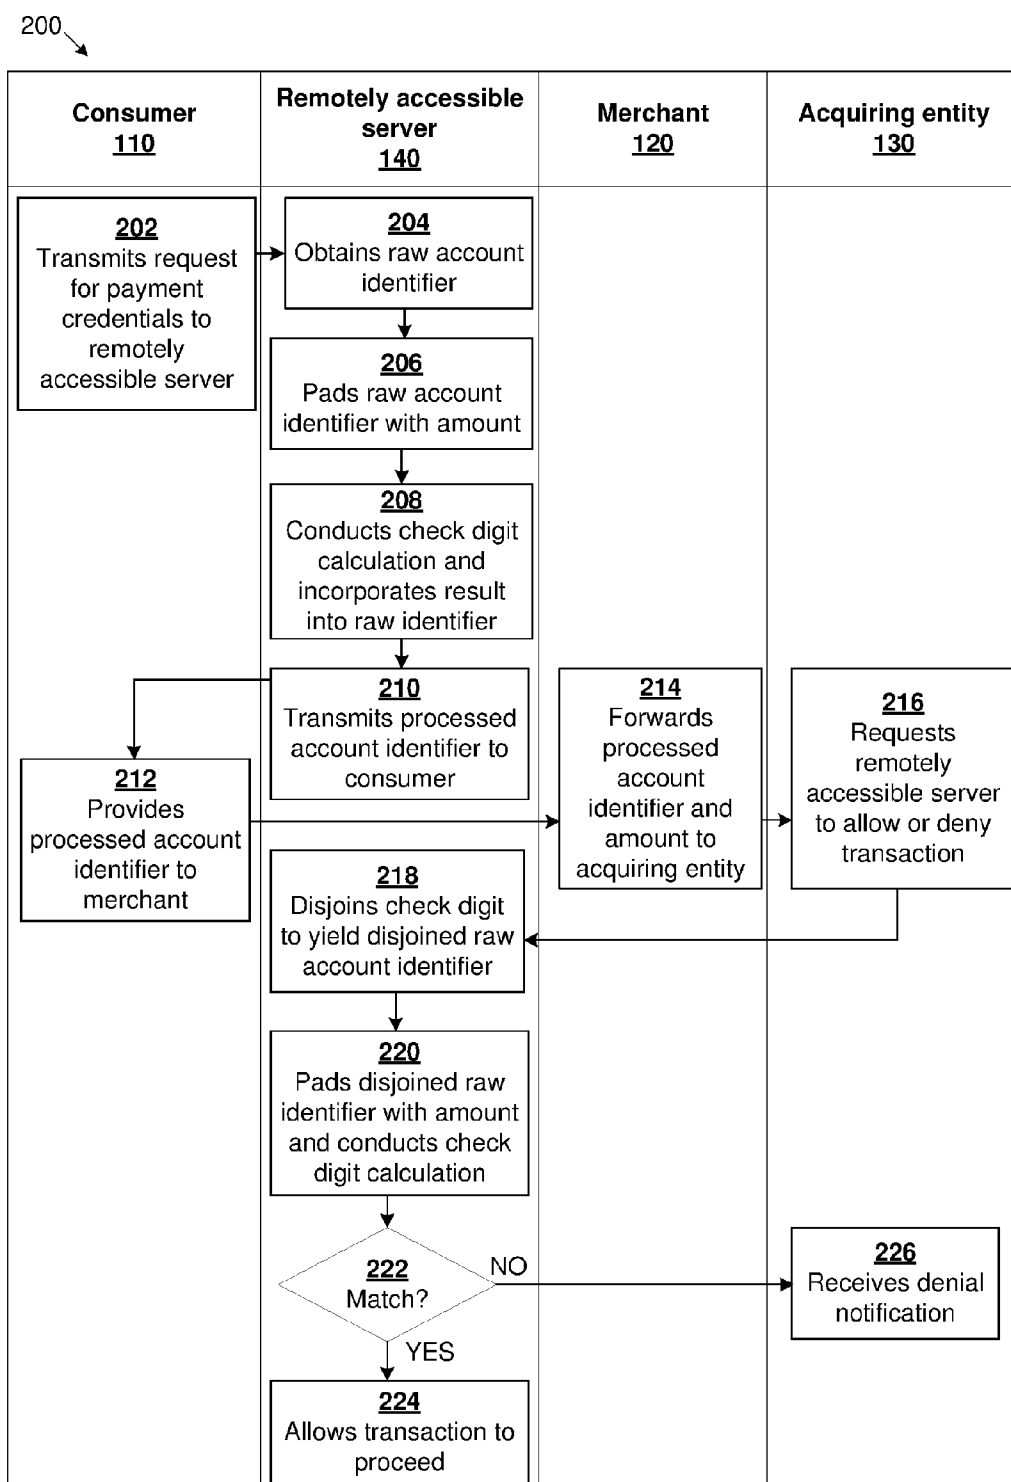 200
Consumer
110
Remotely accessible
server
140
Merchant
120
Acquiring entity
130
202
Transmits request
for payment
credentials to
remotely
accessible server
204
Obtains raw account
identifier
206
Pads raw account
identifier with amount
208
Conducts check digit
calculation and
incorporates result
into raw identifier
210
Transmits processed
account identifier to
consumer
212
Provides
processed account
identifier to
merchant
214
Forwards
processed
account
identifier and
amount to
acquiring entity
216
Requests
remotely
accessible server
to allow or deny
transaction
218
Disjoins check digit
to yield disjoined raw
account identifier
220
Pads disjoined raw
identifier with amount
and conducts check
digit calculation
222
Match?
NO
YES
226
Receives denial
notification
224
Allows transaction to
proceed